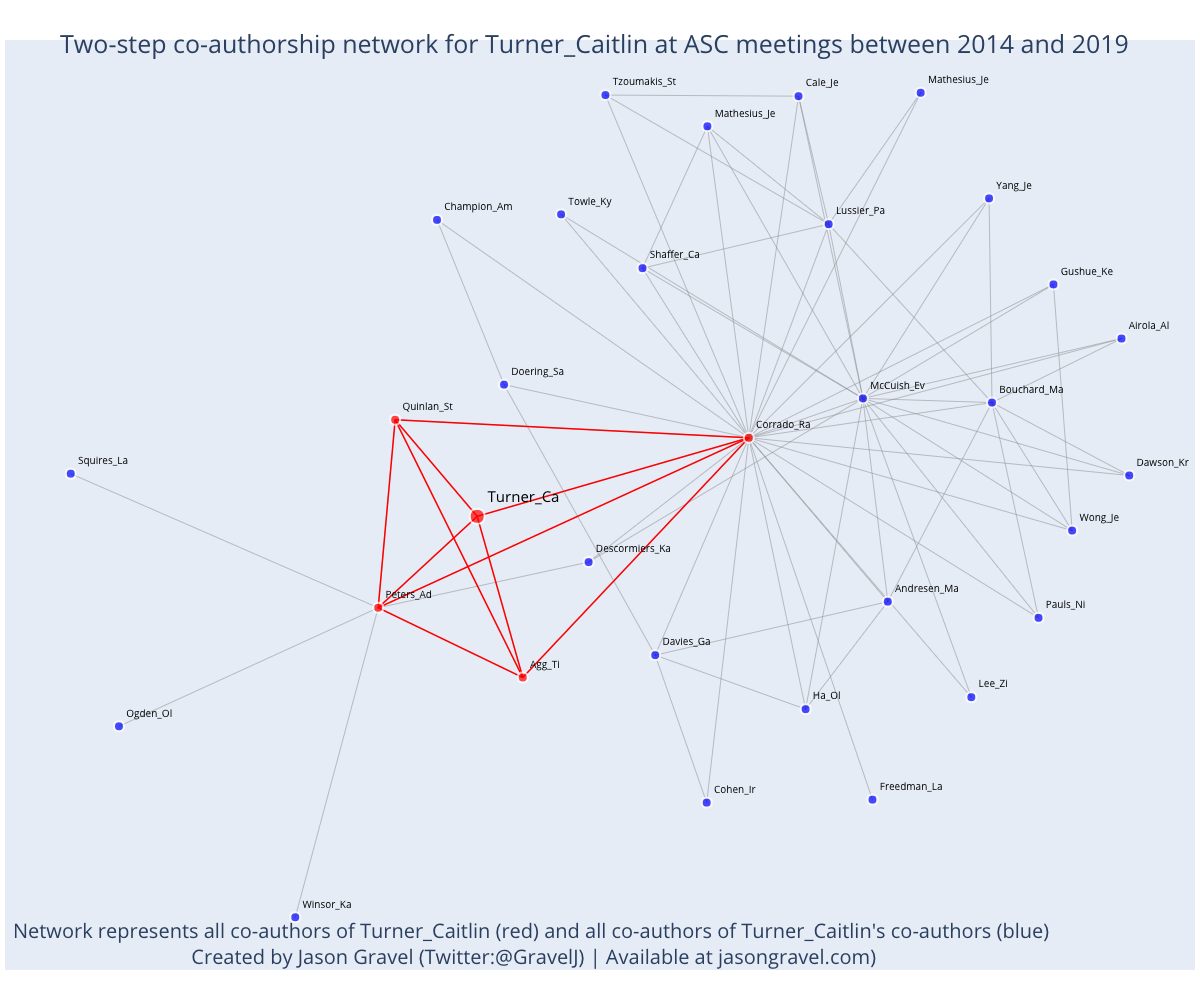 Two-step co-authorship network for Turner_Caitlin at ASC meetings between 2014 and 2019
Tzoumakis_St
Cale_Je
Mathesius_Je
Mathesius_Je
Yang_Je
Champion_Am
Towle_Ky
Lussier_Pa
Shaffer_Ca
Gushue_Ke
Airola_Al
Doering_Sa
McCuish_Ev
Bouchard_Ma
Quinlan_St
Corrado_Ra
Squires_La
Dawson_Kr
Turner_Ca
Wong_Je
Descormiers_Ka
Peters_Ad
Andresen_Ma
Pauls_Ni
Davies_Ga
Agg_Ti
Lee_Zi
Ha_Ol
Ogden_Ol
Cohen_Ir
Freedman_La
Winsor_Ka
Network represents all co-authors of Turner_Caitlin (red) and all co-authors of Turner_Caitlin's co-authors (blue)
Created by Jason Gravel (Twitter:@GravelJ) | Available at jasongravel.com)